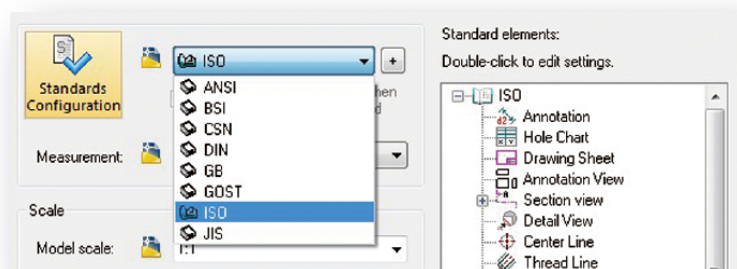 Standard elements:
Double-click to edit settings.
Standards
Configuration
ISO
+
hen
d
ANSI
BSI
CSN
DIN
GB
GOST
ISO
JIS
Measurement:
Scale
Model scale:
1:1
ISO
Annotation
Hole Chart
Drawing Sheet
Annotation View
Section view
Detail View
Center Line
Thread Line